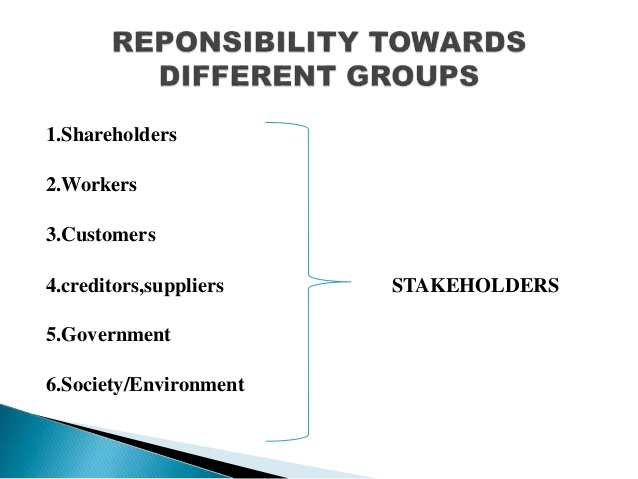 REPONSIBILITY TOWARDS
DIFFERENT GROUPS
1.Shareholders
2.Workers
3.Customers
4.creditors,suppliers
STAKEHOLDERS
5.Government
6.Society/Environment